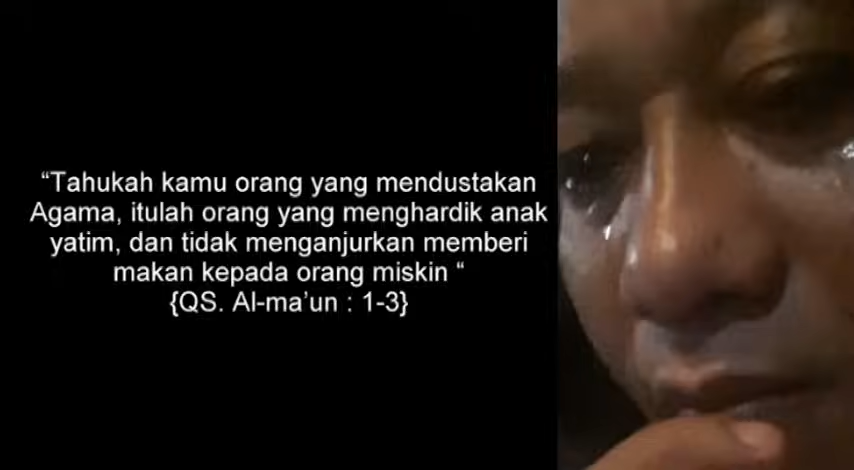 “Tahukah kamu orang yang mendustakan
Agama, itulah orang yang menghardik anak
yatim, dan tidak menganjurkan memberi
makan kepada orang miskin “
{QS. Al-ma’un : 1-3}